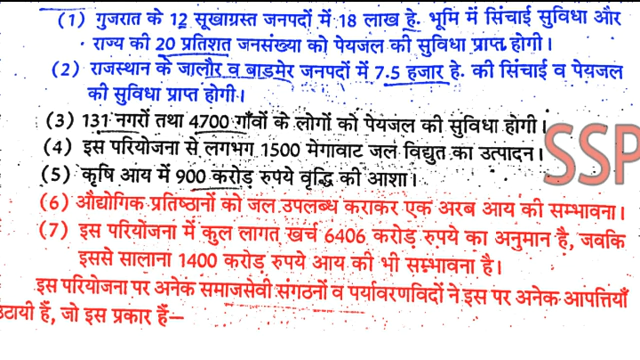 (1) गुजरात के 12 सूखाग्रस्त जनपदों में 18 लाख हे. भूमि में सिंचाई सुविधा और
राज्य की 20 प्रतिशत जनसंख्या को पेयजल की सुविधा प्राप्त होगी।
(2) राजस्थान के जालौर व बाडमेर जनपदों में 7.5 हजार हे. की सिंचाई व पेयजल
की सुविधा प्राप्त होगी।
(3) 131 नगरों तथा 4700 गाँवों के लोगों को पेयजल की सुविधा होगी।
(4) इस परियोजना से लगभग 1500 मेगावाट जल विद्युत का उत्पादन।
(5) कृषि आय में 900 करोड़ रुपये वृद्धि की आशा।
SSP
(6) औद्योगिक प्रतिष्ठानों को जल उपलब्ध कराकर एक अरब आय की सम्भावना।
(7) इस परियोजना में कुल लागत खर्च 6406 करोड़ रुपये का अनुमान है, जबकि
इससे सालाना 1400 करोड़ रुपये आय की भी सम्भावना है।
इस परियोजना पर अनेक समाजसेवी संगठनों व पर्यावरणविदों ने इस पर अनेक आपत्तियाँ
उठायी हैं, जो इस प्रकार हैं—